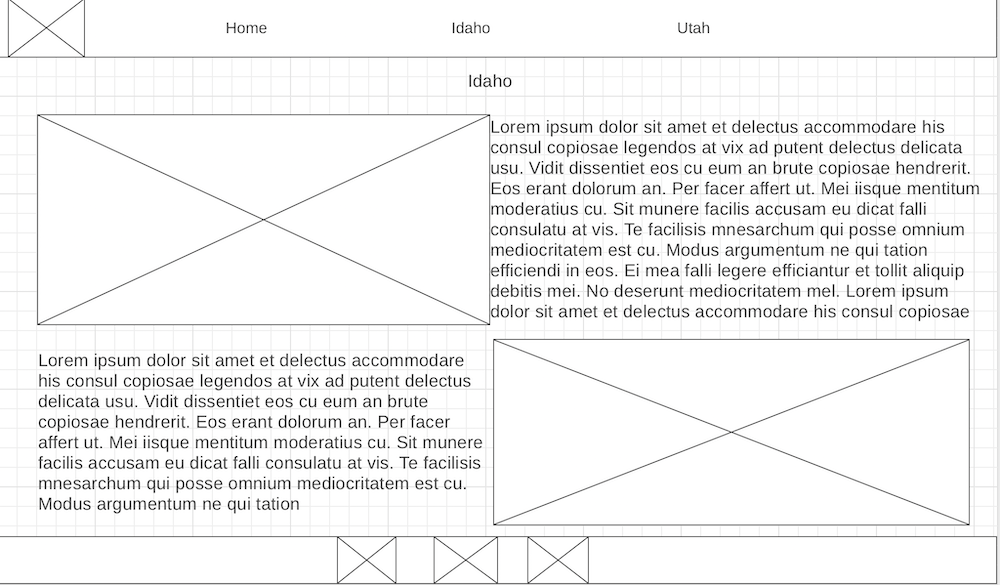 Home Idaho Utah
Idaho
Lorem ipsum dolor sit amet et delectus accommodare his
consul copiosae legendos at vix ad putent delectus delicata
usu. Vidit dissentiet eos cu eum an brute copiosae hendrerit.
Eos erant dolorum an. Per facer affert ut. Mei iisque mentitum
moderatius cu. Sit munere facilis accusam eu dicat falli
consulatu at vis. Te facilisis mnesarchum qui posse omnium
mediocritatem est cu. Modus argumentum ne qui tation
efficiendi in eos. Ei mea falli legere efficiantur et tollit aliquip
debitis mei. No deserunt mediocritatem mel. Lorem ipsum
dolor sit amet et delectus accommodare his consul copiosae
Lorem ipsum dolor sit amet et delectus accommodare
his consul copiosae legendos at vix ad putent delectus
delicata usu. Vidit dissentiet eos cu eum an brute
copiosae hendrerit. Eos erant dolorum an. Per facer
affert ut. Mei iisque mentitum moderatius cu. Sit munere
facilis accusam eu dicat falli consulatu at vis. Te facilisis
mnesarchum qui posse omnium mediocritatem est cu.
Modus argumentum ne qui tation